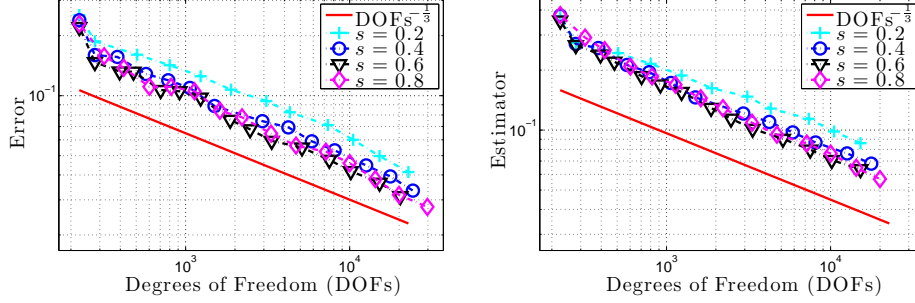 DOFs^{-\frac{1}{3}}
s = 0.2
s = 0.4
s = 0.6
s = 0.8
Error
10^{-1}
10^3
10^4
Degrees of Freedom (DOFs)
DOFs^{-\frac{1}{3}}
s = 0.2
s = 0.4
s = 0.6
s = 0.8
Estimator
10^{-1}
10^3
10^4
Degrees of Freedom (DOFs)